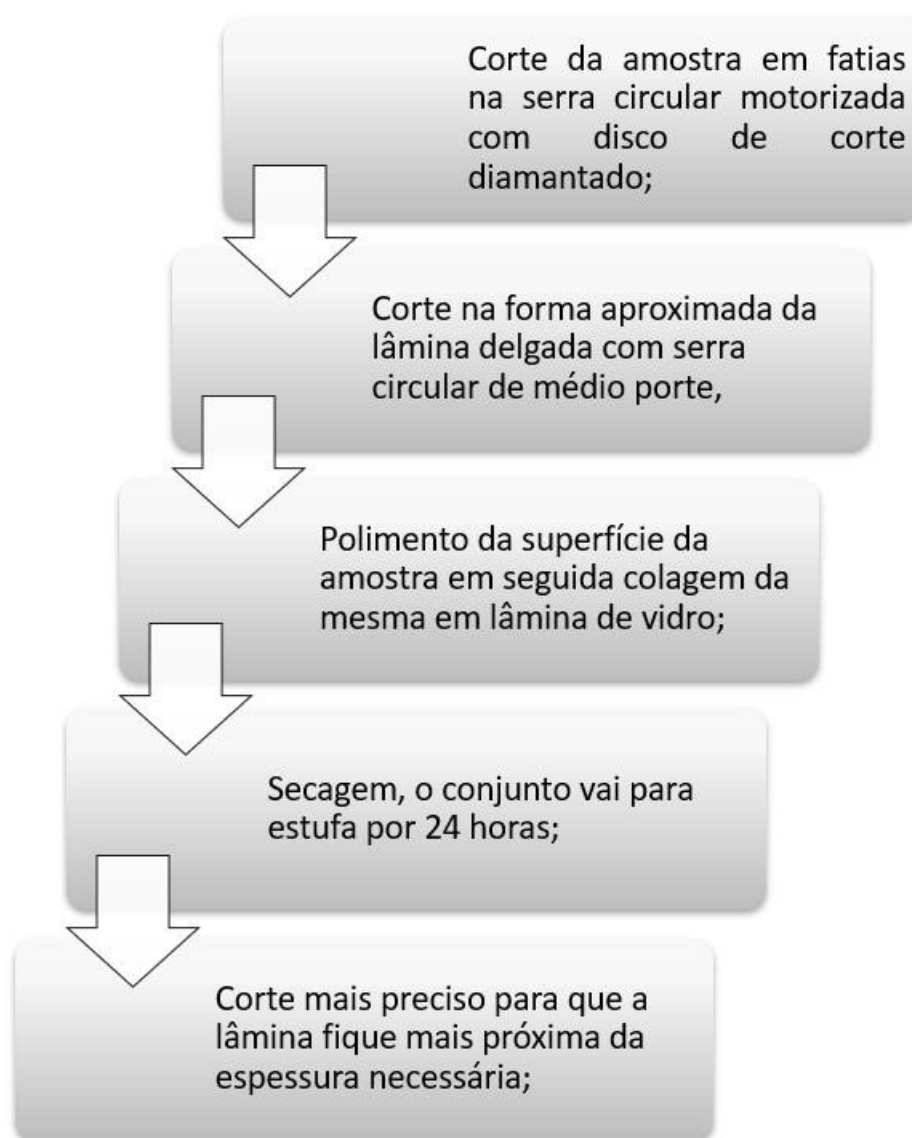 Corte da amostra em fatias
na serra circular motorizada
com disco de corte
diamantado;
Corte na forma aproximada da
lâmina delgada com serra
circular de médio porte,
Polimento da superfície da
amostra em seguida colagem da
mesma em lâmina de vidro;
Secagem, o conjunto vai para
estufa por 24 horas;
Corte mais preciso para que a
lâmina fique mais próxima da
espessura necessária;